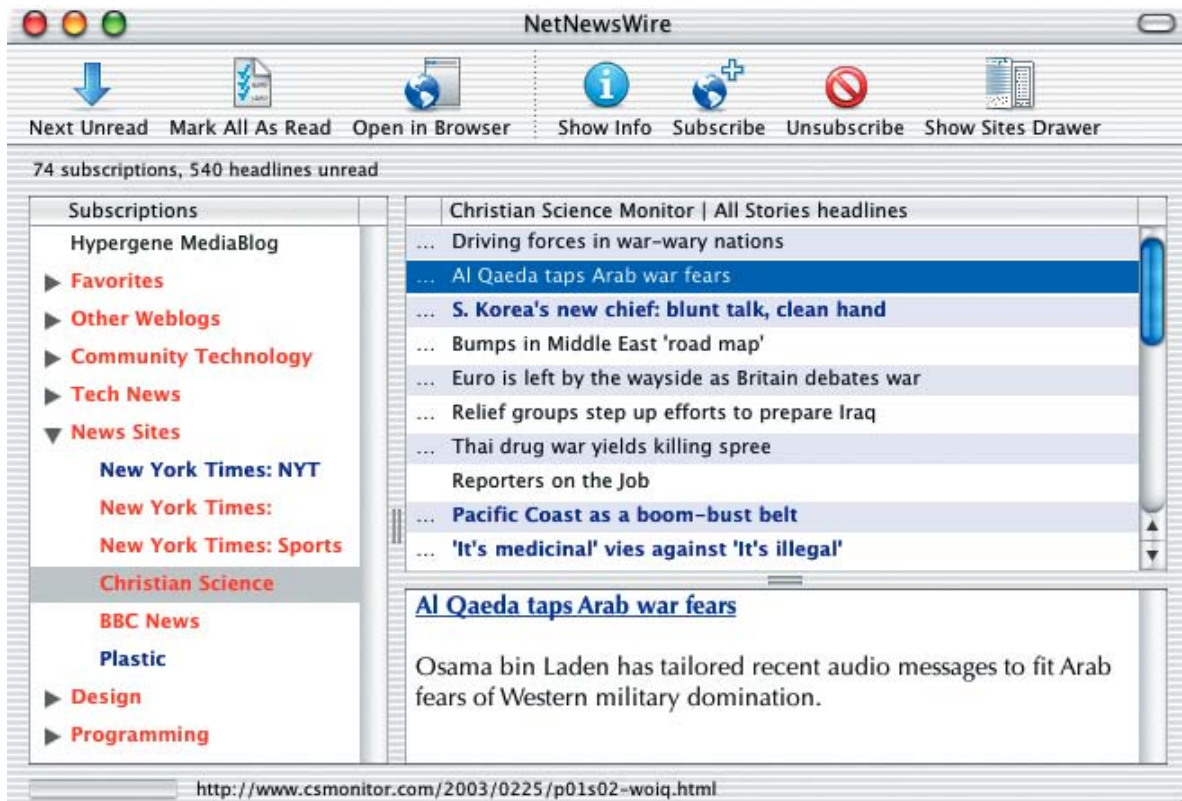 NetNewsWire
Next Unread Mark All As Read Open in Browser Show Info Subscribe Unsubscribe Show Sites Drawer
74 subscriptions, 540 headlines unread
Subscriptions
Hypergene MediaBlog
Favorites
Other Weblogs
Community Technology
Tech News
News Sites
New York Times: NYT
New York Times:
New York Times: Sports
Christian Science
BBC News
Plastic
Design
Programming
Christian Science Monitor | All Stories headlines
... Driving forces in war-wary nations
... Al Qaeda taps Arab war fears
... S. Korea's new chief: blunt talk, clean hand
... Bumps in Middle East 'road map'
... Euro is left by the wayside as Britain debates war
... Relief groups step up efforts to prepare Iraq
... Thai drug war yields killing spree
Reporters on the Job
... Pacific Coast as a boom-bust belt
... 'It's medicinal' vies against 'It's illegal'
Al Qaeda taps Arab war fears
Osama bin Laden has tailored recent audio messages to fit Arab
fears of Western military domination.
http://www.csmonitor.com/2003/0225/p01s02-woiq.html